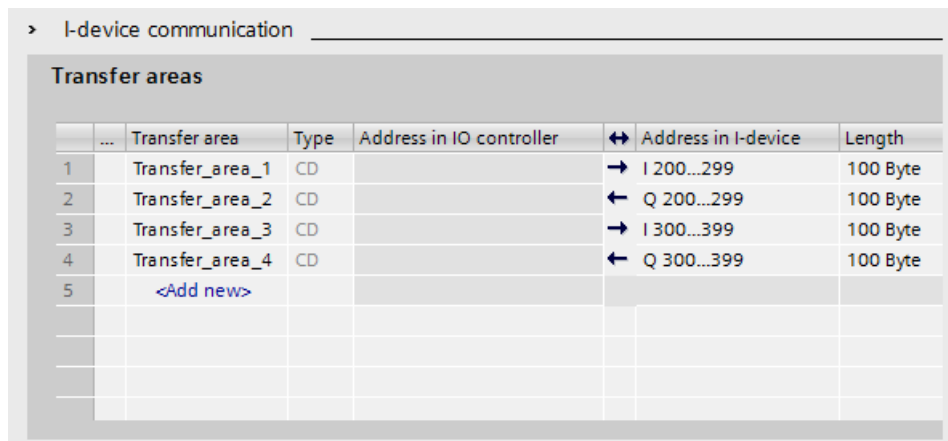 I-device communication
Transfer areas
... Transfer area Type Address in IO controller ↔ Address in I-device Length
1 Transfer_area_1 CD → I 200...299 100 Byte
2 Transfer_area_2 CD ← Q 200...299 100 Byte
3 Transfer_area_3 CD → I 300...399 100 Byte
4 Transfer_area_4 CD ← Q 300...399 100 Byte
5 <Add new>